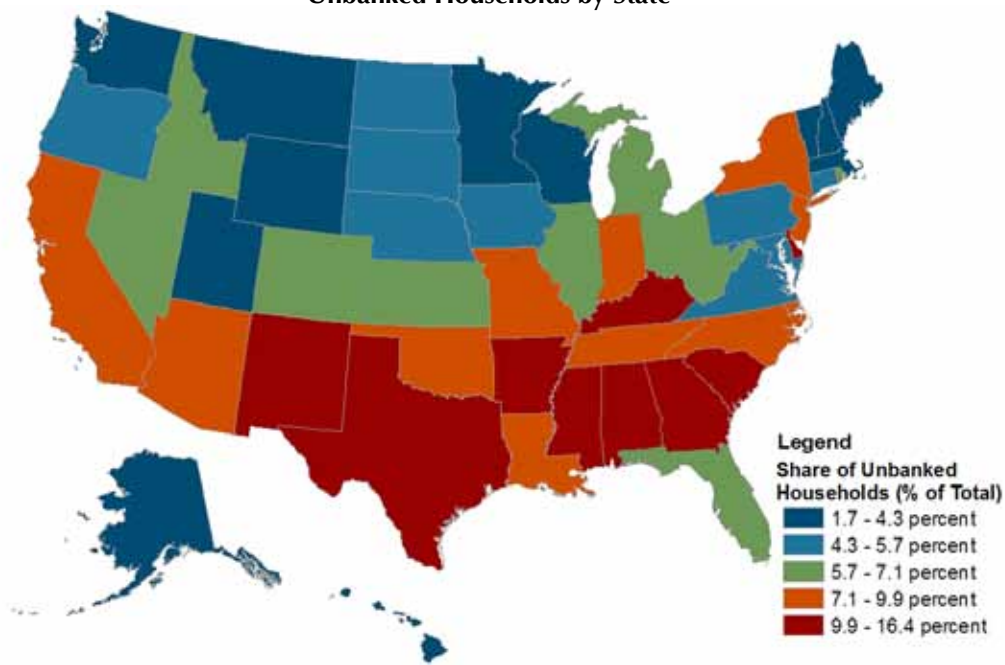 Unbanked Households by State
Legend
Share of Unbanked
Households (% of Total)
1.7 - 4.3 percent
4.3 - 5.7 percent
5.7 - 7.1 percent
7.1 - 9.9 percent
9.9 - 16.4 percent